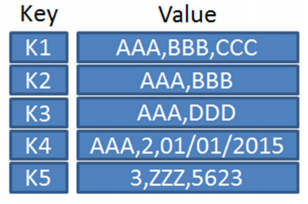 Key Value
K1 AAA,BBB,CCC
K2 AAA,BBB
K3 AAA,DDD
K4 AAA,2,01/01/2015
K5 3,ZZZ,5623